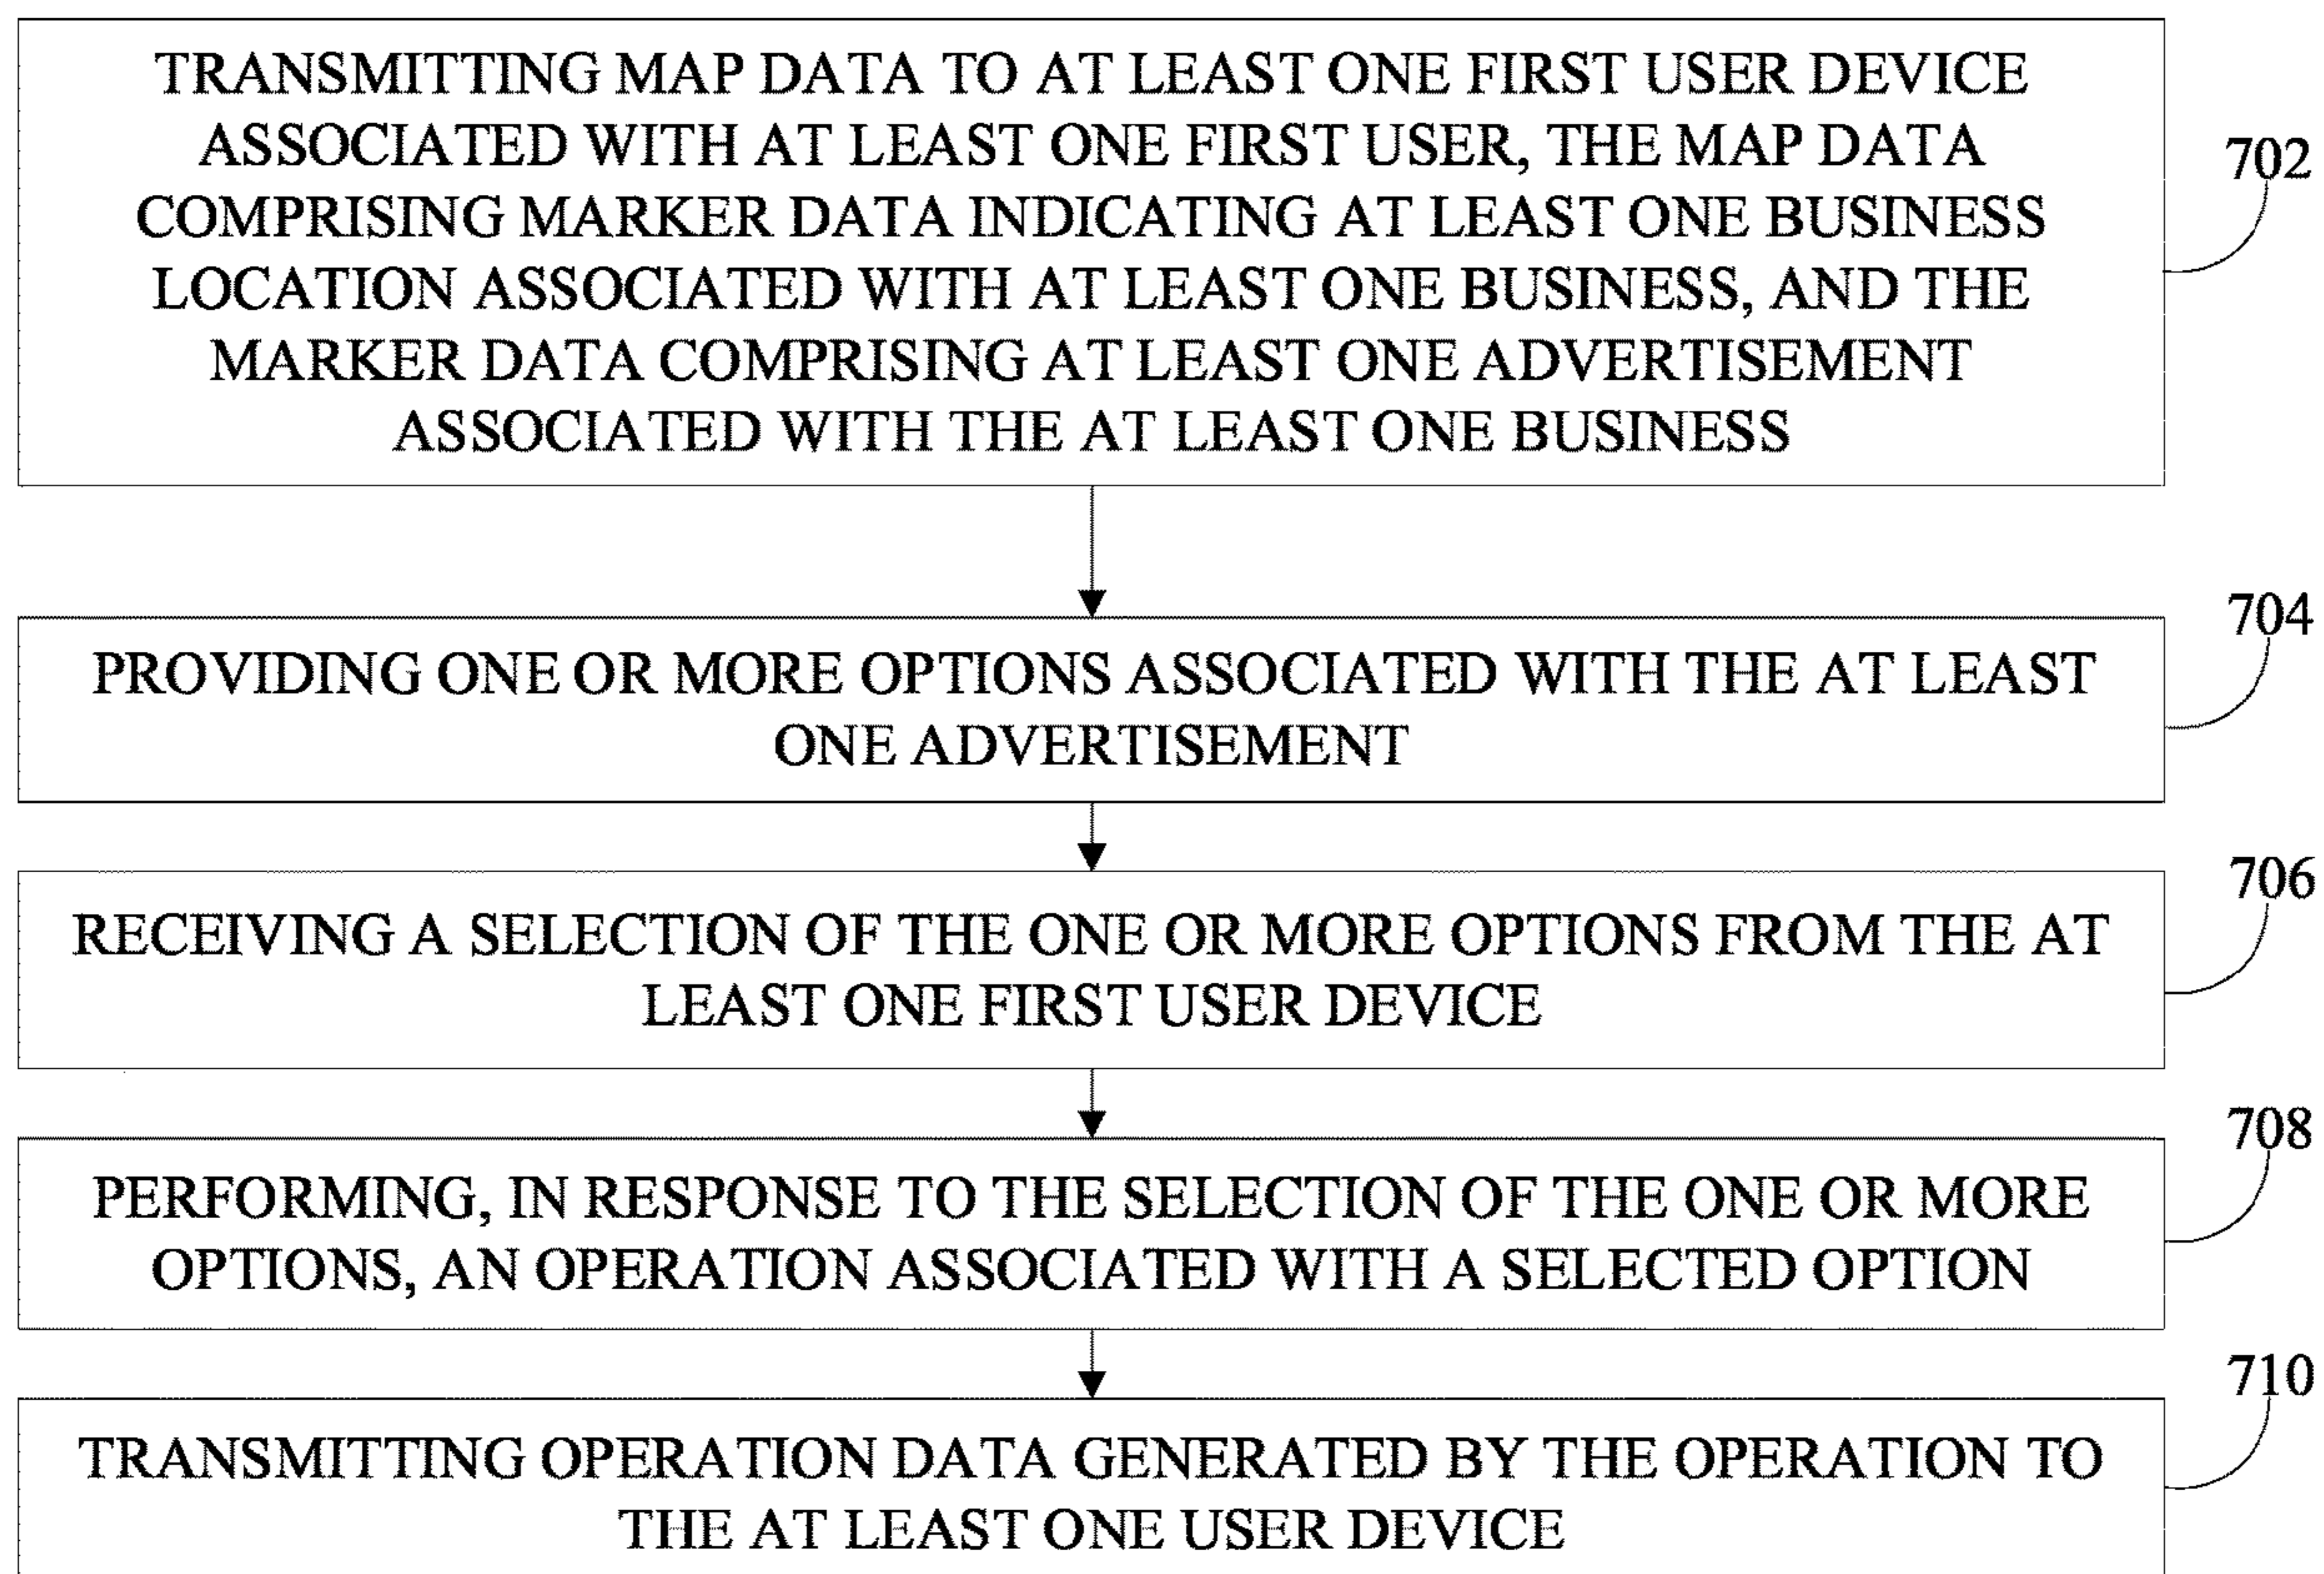 TRANSMITTING MAP DATA TO AT LEAST ONE FIRST USER DEVICE
ASSOCIATED WITH AT LEAST ONE FIRST USER, THE MAP DATA
COMPRISING MARKER DATA INDICATING AT LEAST ONE BUSINESS
LOCATION ASSOCIATED WITH AT LEAST ONE BUSINESS, AND THE
MARKER DATA COMPRISING AT LEAST ONE ADVERTISEMENT
ASSOCIATED WITH THE AT LEAST ONE BUSINESS
702
PROVIDING ONE OR MORE OPTIONS ASSOCIATED WITH THE AT LEAST
ONE ADVERTISEMENT
704
RECEIVING A SELECTION OF THE ONE OR MORE OPTIONS FROM THE AT
LEAST ONE FIRST USER DEVICE
706
PERFORMING, IN RESPONSE TO THE SELECTION OF THE ONE OR MORE
OPTIONS, AN OPERATION ASSOCIATED WITH A SELECTED OPTION
708
TRANSMITTING OPERATION DATA GENERATED BY THE OPERATION TO
THE AT LEAST ONE USER DEVICE
710